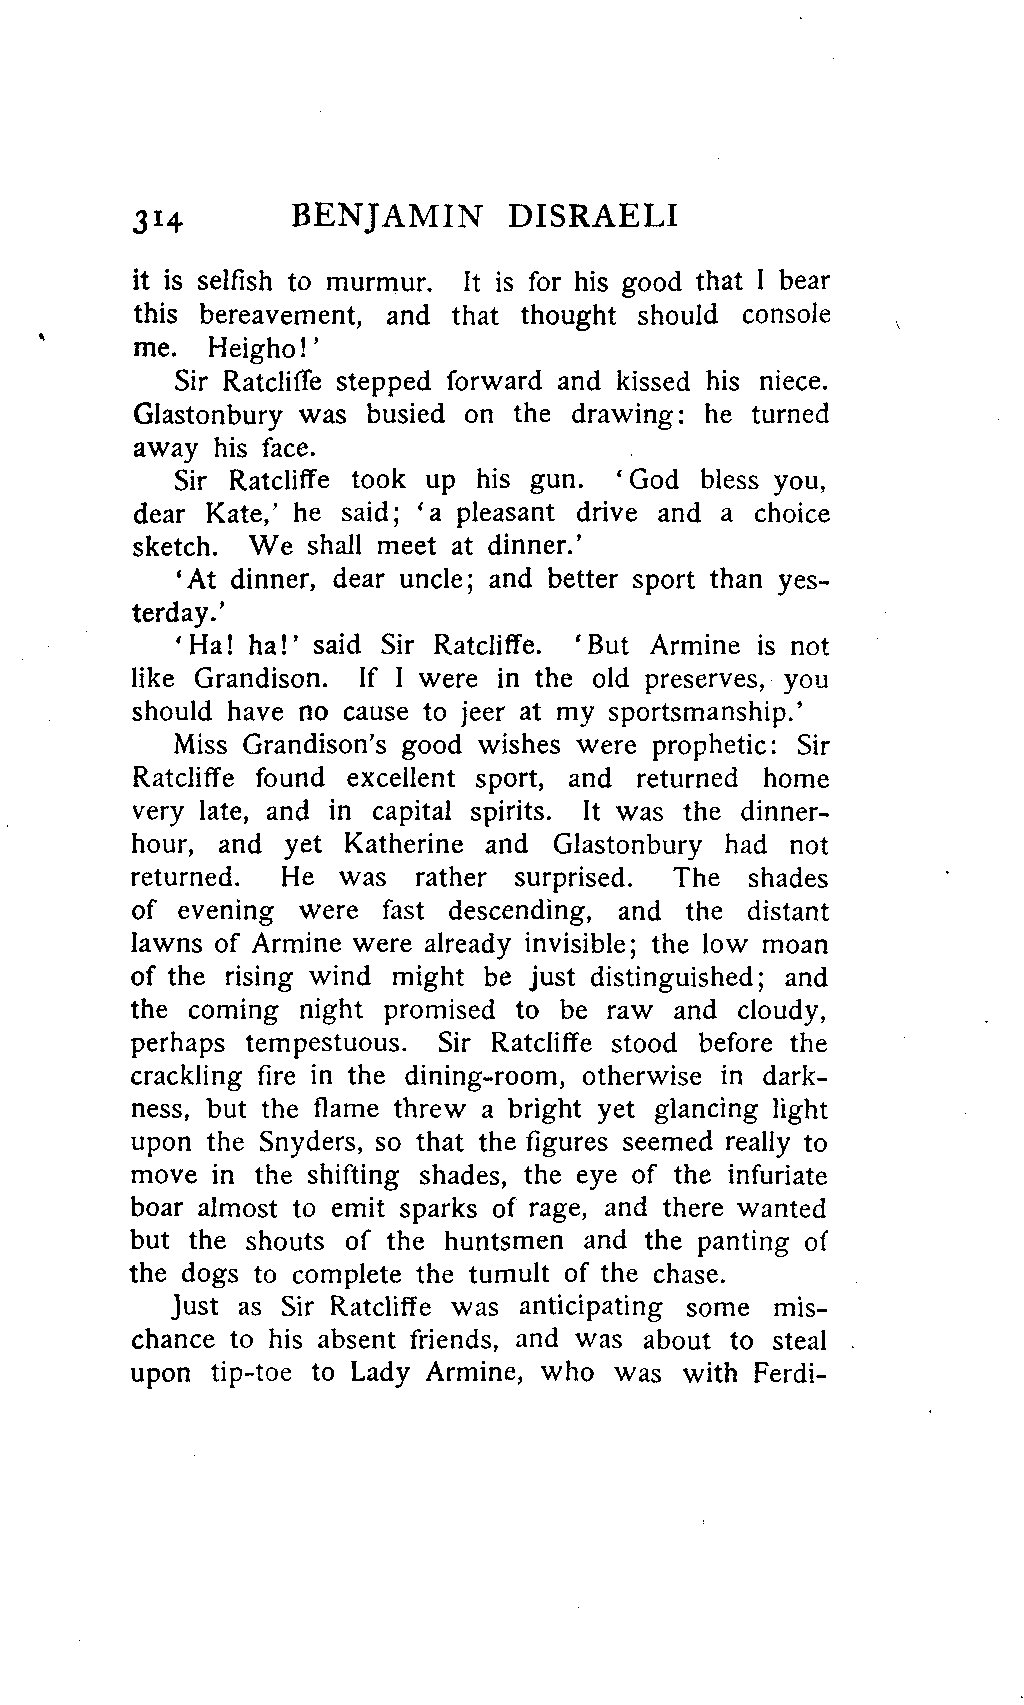 314 BENJAMIN DISRAELI
it is selfish to murmur. It is for his good that I bear
this bereavement, and that thought should console
me. Heigho!’
Sir Ratcliffe stepped forward and kissed his niece.
Glastonbury was busied on the drawing: he turned
away his face.
Sir Ratcliffe took up his gun. ‘God bless you,
dear Kate,’ he said; ‘a pleasant drive and a choice
sketch. We shall meet at dinner.’
‘At dinner, dear uncle; and better sport than yes-
terday.’
‘Ha! ha!’ said Sir Ratcliffe. ‘But Armine is not
like Grandison. If I were in the old preserves, you
should have no cause to jeer at my sportsmanship.’
Miss Grandison’s good wishes were prophetic: Sir
Ratcliffe found excellent sport, and returned home
very late, and in capital spirits. It was the dinner-
hour, and yet Katherine and Glastonbury had not
returned. He was rather surprised. The shades
of evening were fast descending, and the distant
lawns of Armine were already invisible; the low moan
of the rising wind might be just distinguished; and
the coming night promised to be raw and cloudy,
perhaps tempestuous. Sir Ratcliffe stood before the
crackling fire in the dining-room, otherwise in dark-
ness, but the flame threw a bright yet glancing light
upon the Snyders, so that the figures seemed really to
move in the shifting shades, the eye of the infuriate
boar almost to emit sparks of rage, and there wanted
but the shouts of the huntsmen and the panting of
the dogs to complete the tumult of the chase.
Just as Sir Ratcliffe was anticipating some mis-
chance to his absent friends, and was about to steal
upon tip-toe to Lady Armine, who was with Ferdi-